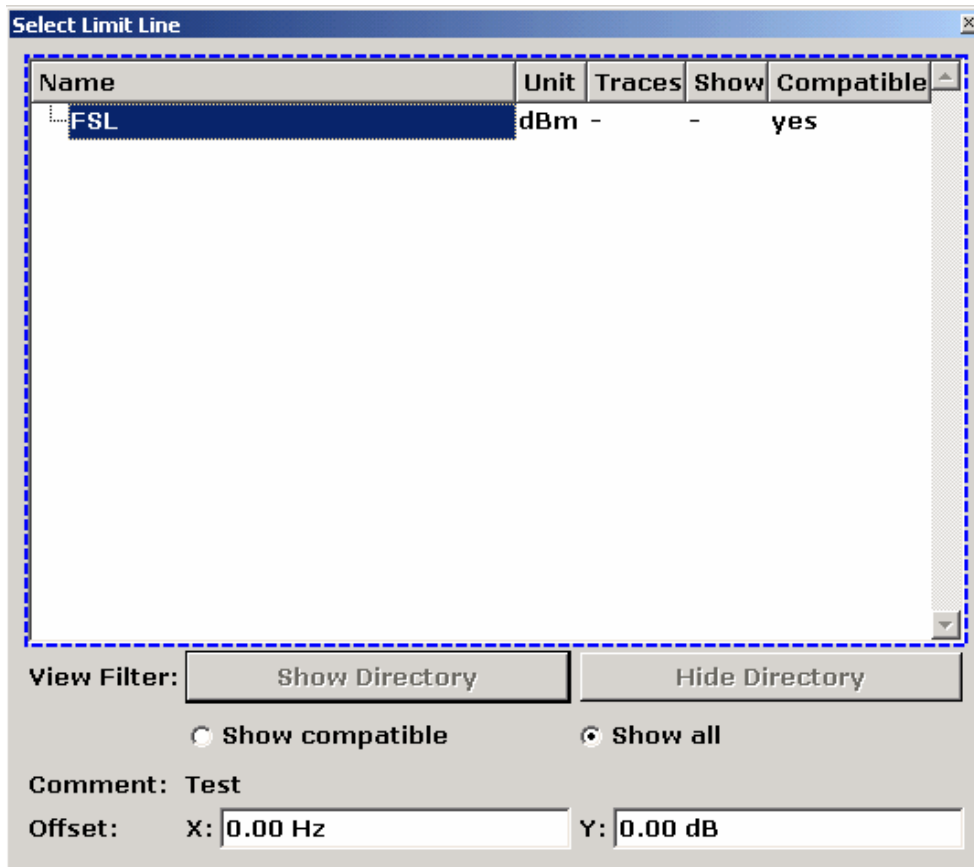 Select Limit Line
Name Unit Traces Show Compatible
FSL dBm - - yes
View Filter: Show Directory Hide Directory
Show compatible Show all
Comment: Test
Offset: X: 0.00 Hz Y: 0.00 dB